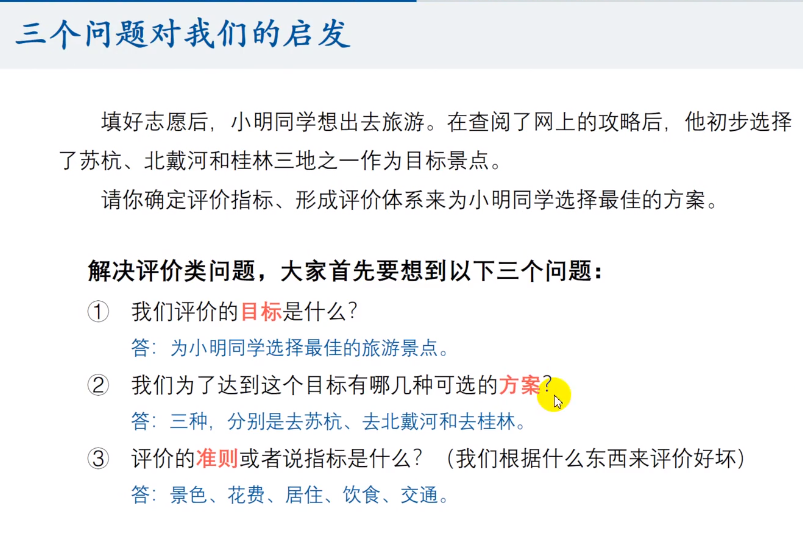 三个问题对我们的启发
填好志愿后，小明同学想出去旅游。在查阅了网上的攻略后，他初步选择
了苏杭、北戴河和桂林三地之一作为目标景点。
请你确定评价指标、形成评价体系来为小明同学选择最佳的方案。
解决评价类问题，大家首先要想到以下三个问题：
① 我们评价的目标是什么？
答：为小明同学选择最佳的旅游景点。
② 我们为了达到这个目标有哪几种可选的方案？
答：三种，分别是去苏杭、去北戴河和去桂林。
③ 评价的准则或者说指标是什么？（我们根据什么东西来评价好坏）
答：景色、花费、居住、饮食、交通。